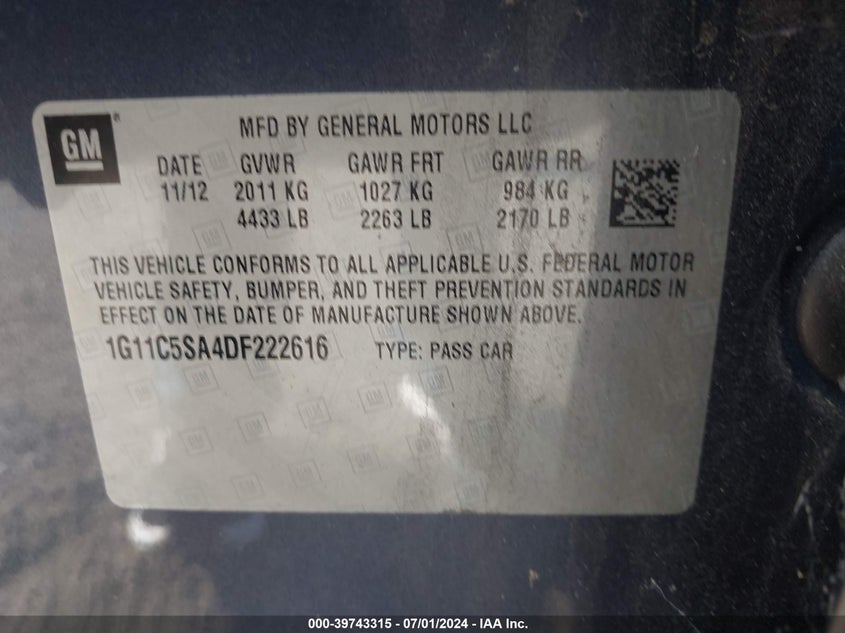 GM
MFD BY GENERAL MOTORS LLC
DATE GVWR GAWR FRT GAWR RR
11/12 2011 KG 1027 KG 984 KG
4433 LB 2263 LB 2170 LB
THIS VEHICLE CONFORMS TO ALL APPLICABLE U.S. FEDERAL MOTOR
VEHICLE SAFETY, BUMPER, AND THEFT PREVENTION STANDARDS IN
EFFECT ON THE DATE OF MANUFACTURE SHOWN ABOVE.
1G11C5SA4DF222616 TYPE: PASS CAR
000-39743315 - 07/01/2024 - IAA Inc.